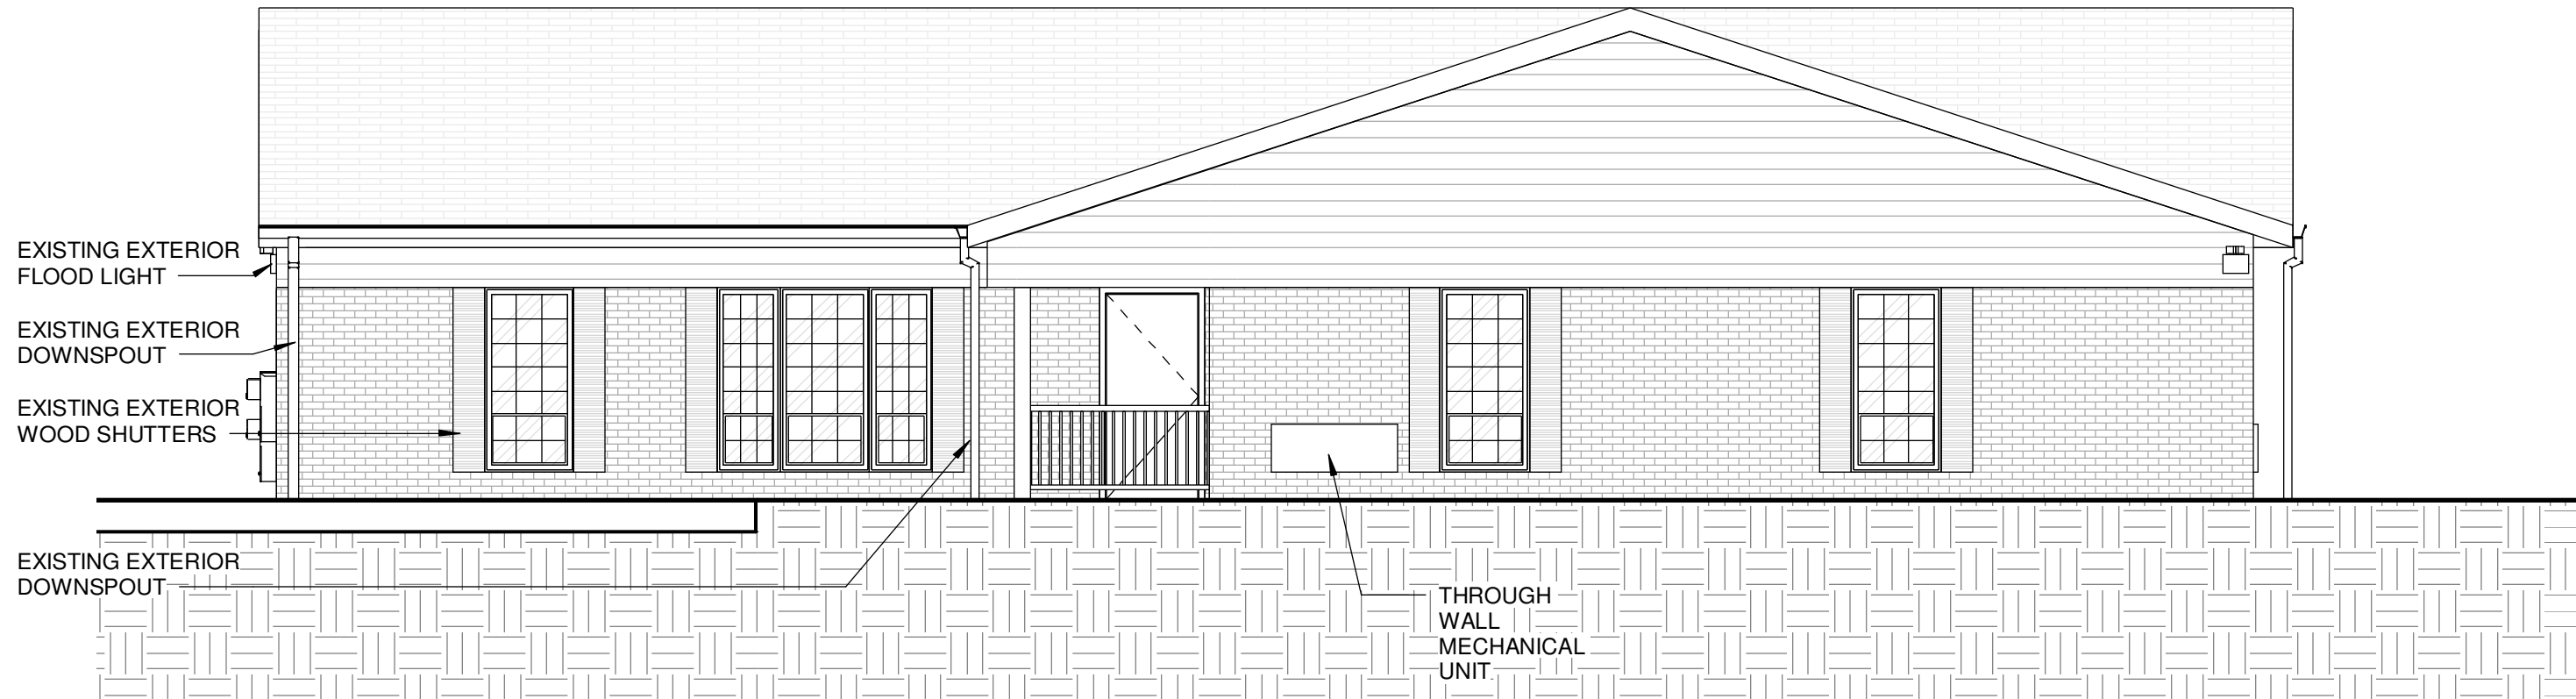 EXISTING EXTERIOR
FLOOD LIGHT
EXISTING EXTERIOR
DOWNSPOUT
EXISTING EXTERIOR
WOOD SHUTTERS
EXISTING EXTERIOR
DOWNSPOUT
THROUGH
WALL
MECHANICAL
UNIT